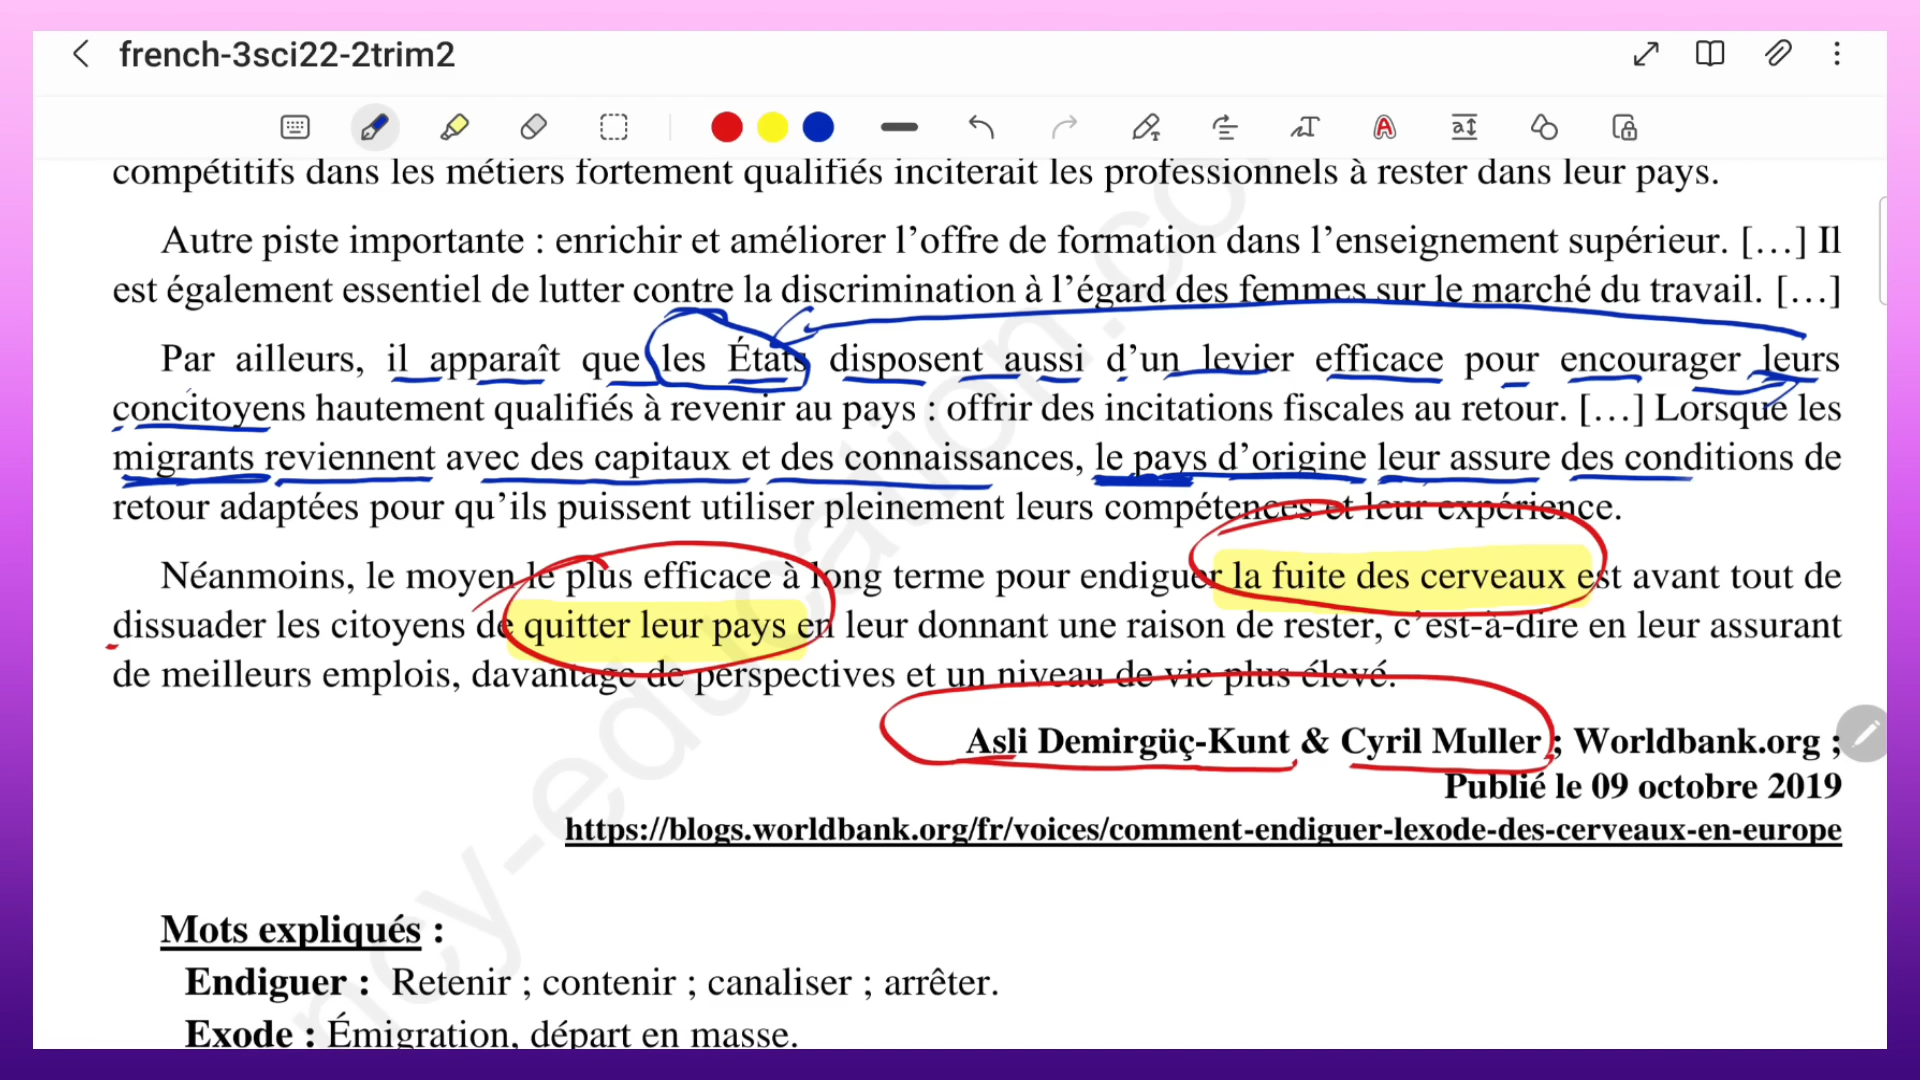 french-3sci22-2trim2
compétitifs dans les métiers fortement qualifiés inciterait les professionnels à rester dans leur pays.
Autre piste importante : enrichir et améliorer l’offre de formation dans l’enseignement supérieur. […] Il
est également essentiel de lutter contre la discrimination à l’égard des femmes sur le marché du travail. […]
Par ailleurs, il apparaît que les États disposent aussi d’un levier efficace pour encourager leurs
concitoyens hautement qualifiés à revenir au pays : offrir des incitations fiscales au retour. […] Lorsque les
migrants reviennent avec des capitaux et des connaissances, le pays d’origine leur assure des conditions de
retour adaptées pour qu’ils puissent utiliser pleinement leurs compétences et leur expérience.
Néanmoins, le moyen le plus efficace à long terme pour endiguer la fuite des cerveaux est avant tout de
dissuader les citoyens de quitter leur pays en leur donnant une raison de rester, c’est-à-dire en leur assurant
de meilleurs emplois, davantage de perspectives et un niveau de vie plus élevé.
Asli Demirgüç-Kunt & Cyril Muller ; Worldbank.org ;
Publié le 09 octobre 2019
https://blogs.worldbank.org/fr/voices/comment-endiguer-lexode-des-cerveaux-en-europe
Mots expliqués :
Endiguer : Retenir ; contenir ; canaliser ; arrêter.
Exode : Émigration, départ en masse.
ncy-education.co